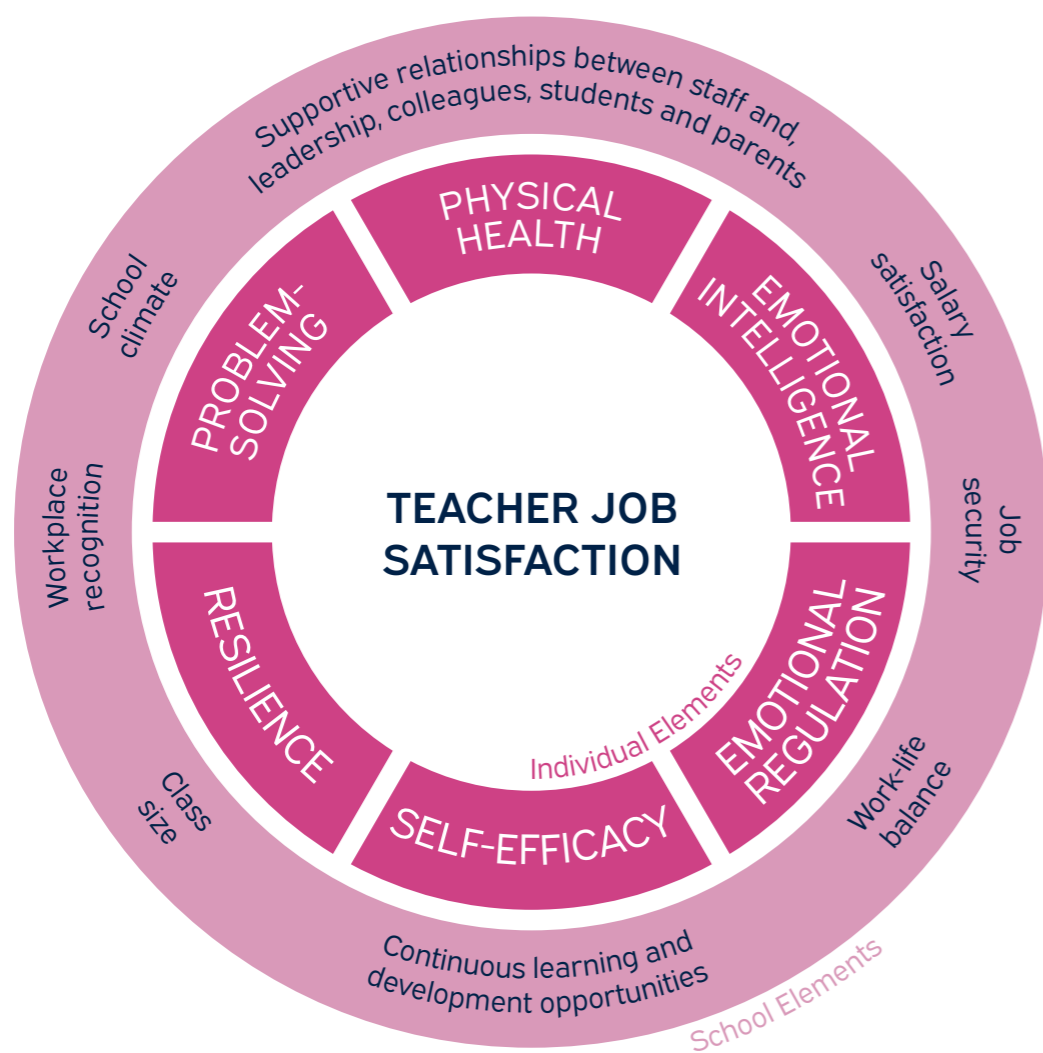 Supportive relationships between staff and,
leadership, colleagues, students and parents
PHYSICAL
HEALTH
EMOTIONAL
INTELLIGENCE
EMOTIONAL
REGULATION
SELF-EFFICACY
RESILIENCE
PROBLEM-
SOLVING
TEACHER JOB
SATISFACTION
Individual Elements
Salary
satisfaction
Job
security
Work-life
balance
Continuous learning and
development opportunities
Class
size
Workplace
recognition
School
climate
School Elements